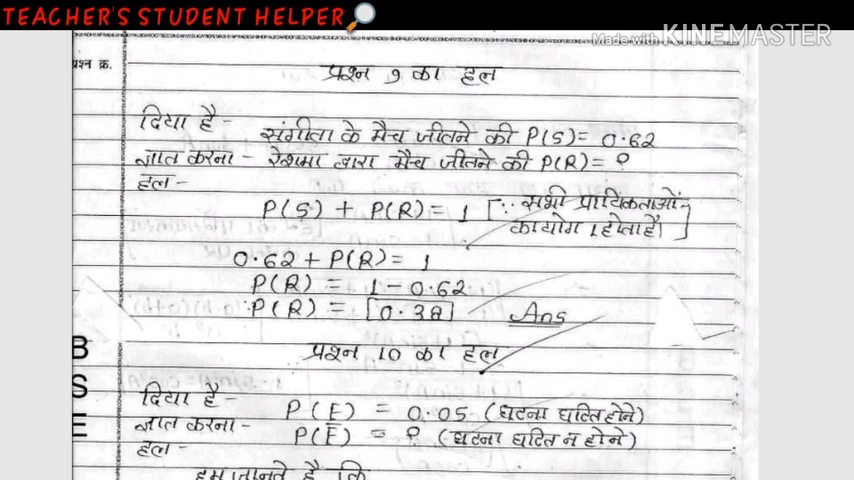 TEACHER'S STUDENT HELPER
Made with KINEMASTER
प्रश्न क्र.
प्रश्न 9 का हल
दिया है - संगीता के मैच जीतने की P(S) = 0.62
ज्ञात करना - रेशमा द्वारा मैच जीतने की P(R) = ?
हल -
P(S) + P(R) = 1 [∵ सभी प्रायिकताओं
का योग 1 होता है।]
0.62 + P(R) = 1
P(R) = 1 - 0.62
∴ P(R) = 0.38 Ans
प्रश्न 10 का हल
B
S
E
दिया है - P(E) = 0.05 (घटना घटित होने)
ज्ञात करना - P(E̅) = ? (घटना घटित न होने)
हल -
हम जानते है कि